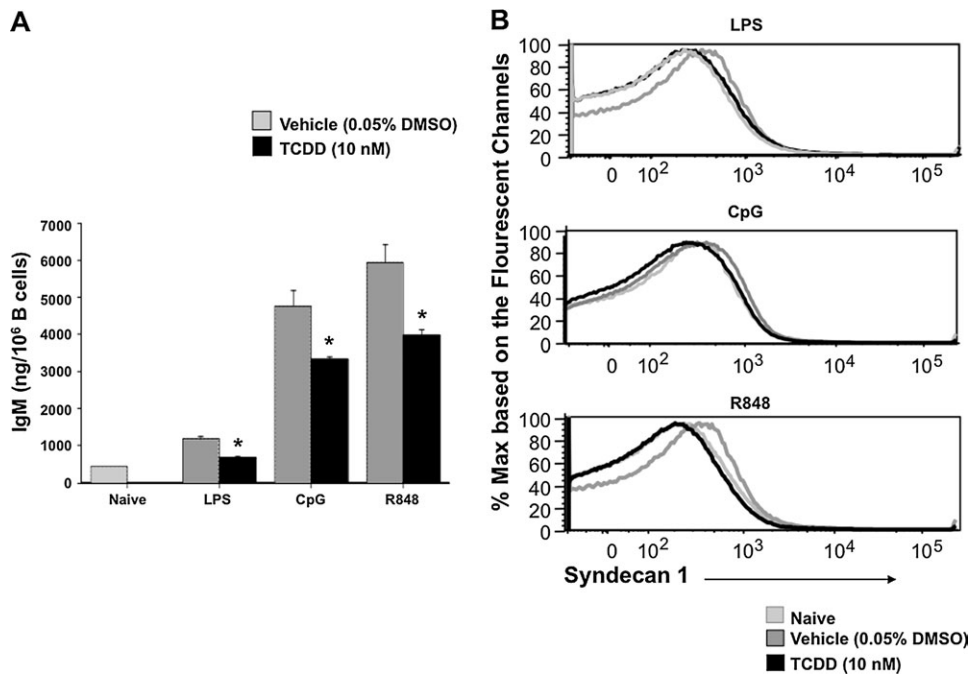 A
Vehicle (0.05% DMSO)
TCDD (10 nM)
IgM (ng/10⁶ B cells)
7000
6000
5000
4000
3000
2000
1000
0
*
*
*
Naive LPS CpG R848
B
% Max based on the Flourescent Channels
LPS
100
80
60
40
20
0
0 10² 10³ 10⁴ 10⁵
CpG
100
80
60
40
20
0
0 10² 10³ 10⁴ 10⁵
R848
100
80
60
40
20
0
0 10² 10³ 10⁴ 10⁵
Syndecan 1
Naive
Vehicle (0.05% DMSO)
TCDD (10 nM)